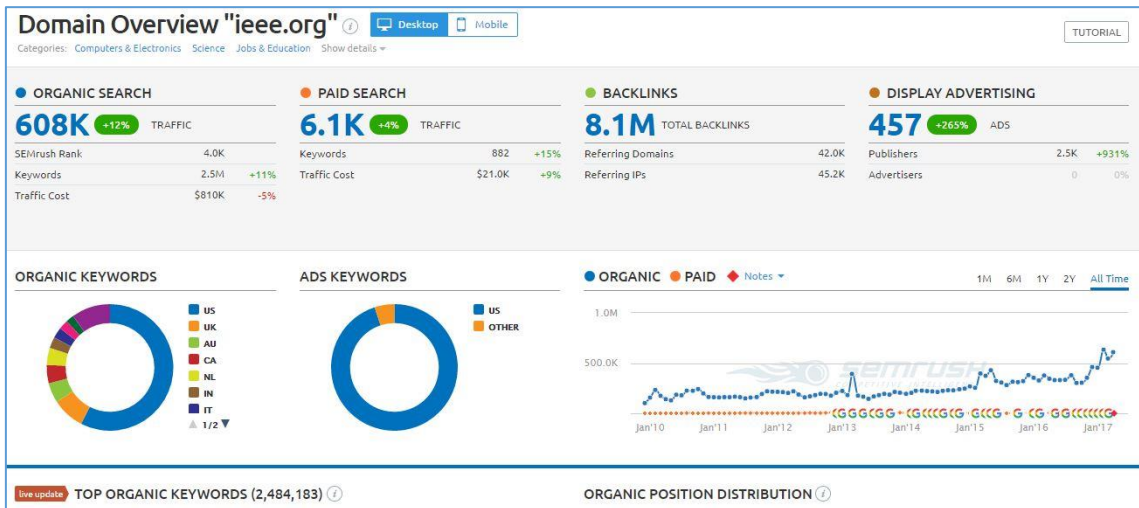 Domain Overview "ieee.org" i Desktop Mobile
TUTORIAL
Categories: Computers & Electronics Science Jobs & Education Show details
ORGANIC SEARCH
608K +12% TRAFFIC
SEMrush Rank 4.0K
Keywords 2.5M +11%
Traffic Cost $810K -5%
PAID SEARCH
6.1K +4% TRAFFIC
Keywords 882 +15%
Traffic Cost $21.0K +9%
BACKLINKS
8.1M TOTAL BACKLINKS
Referring Domains 42.0K
Referring IPs 45.2K
DISPLAY ADVERTISING
457 +265% ADS
Publishers 2.5K +931%
Advertisers 0 0%
ORGANIC KEYWORDS
US
UK
AU
CA
NL
IN
IT
1/2
ADS KEYWORDS
US
OTHER
ORGANIC PAID Notes 1M 6M 1Y 2Y All Time
1.0M
500.0K
SEMRUSH
Jan'10 Jan'11 Jan'12 Jan'13 Jan'14 Jan'15 Jan'16 Jan'17
live update TOP ORGANIC KEYWORDS (2,484,183) i
ORGANIC POSITION DISTRIBUTION i